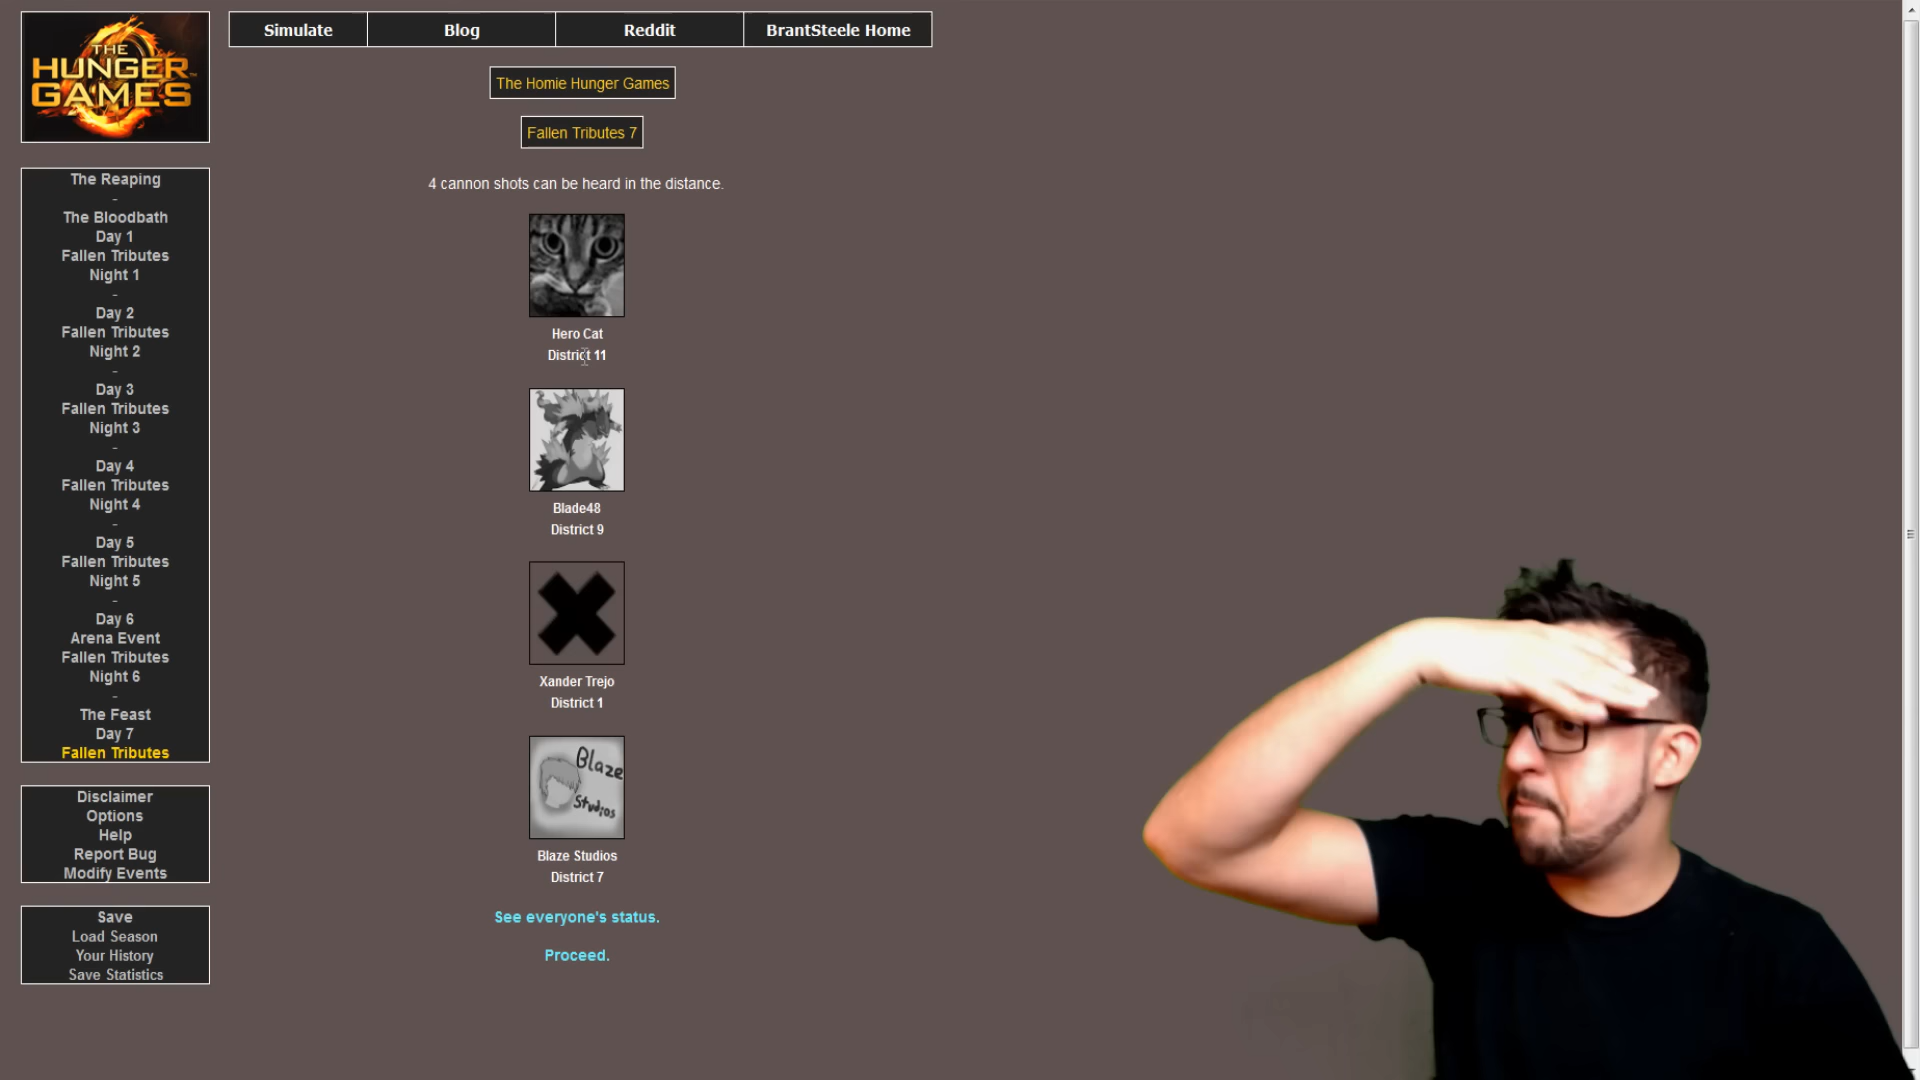 THE
HUNGER
GAMES
Simulate
Blog
Reddit
BrantSteele Home
The Homie Hunger Games
Fallen Tributes 7
4 cannon shots can be heard in the distance.
Hero Cat
District 11
Blade48
District 9
Xander Trejo
District 1
Blaze
Studios
Blaze Studios
District 7
See everyone's status.
Proceed.
The Reaping
-
The Bloodbath
Day 1
Fallen Tributes
Night 1
-
Day 2
Fallen Tributes
Night 2
-
Day 3
Fallen Tributes
Night 3
-
Day 4
Fallen Tributes
Night 4
-
Day 5
Fallen Tributes
Night 5
-
Day 6
Arena Event
Fallen Tributes
Night 6
-
The Feast
Day 7
Fallen Tributes
Disclaimer
Options
Help
Report Bug
Modify Events
Save
Load Season
Your History
Save Statistics